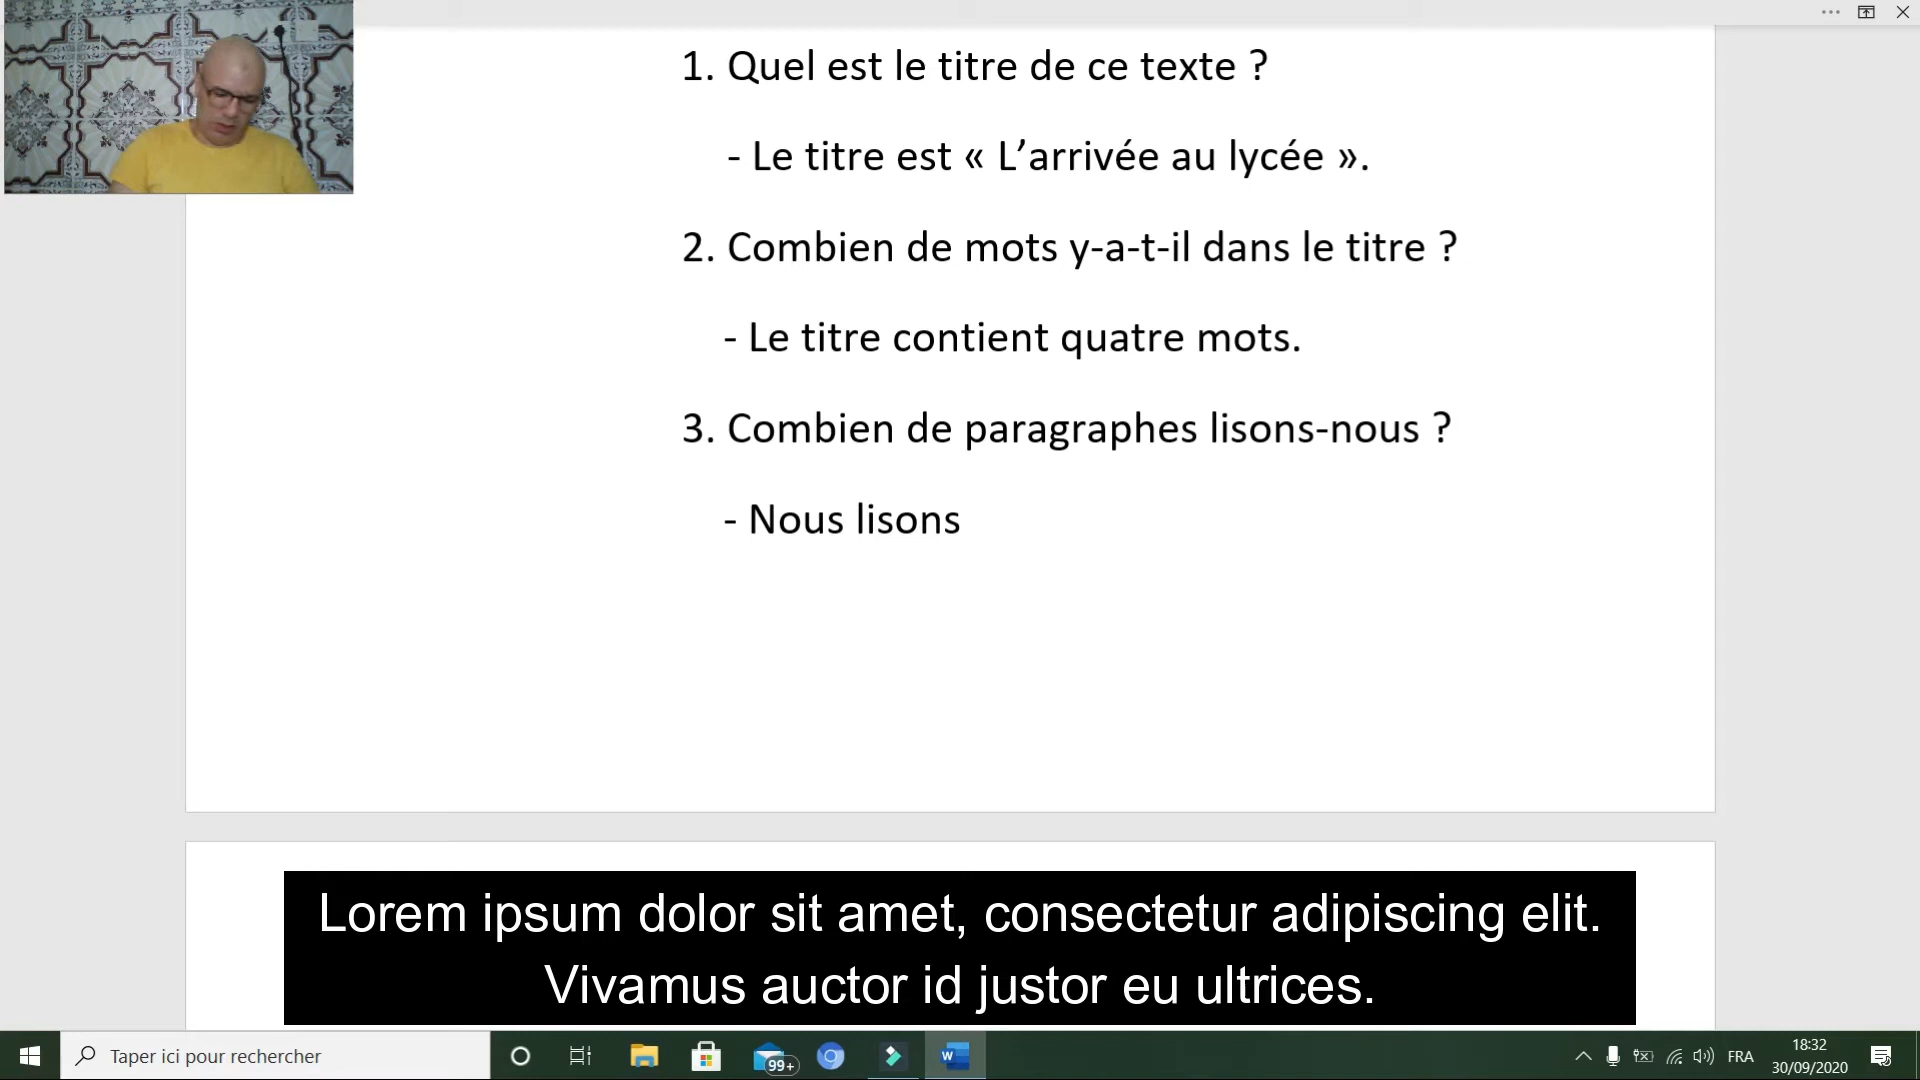 1. Quel est le titre de ce texte ?
- Le titre est « L’arrivée au lycée ».
2. Combien de mots y-a-t-il dans le titre ?
- Le titre contient quatre mots.
3. Combien de paragraphes lisons-nous ?
- Nous lisons
Lorem ipsum dolor sit amet, consectetur adipiscing elit.
Vivamus auctor id justor eu ultrices.
Taper ici pour rechercher
99+
W
FRA
18:32
30/09/2020